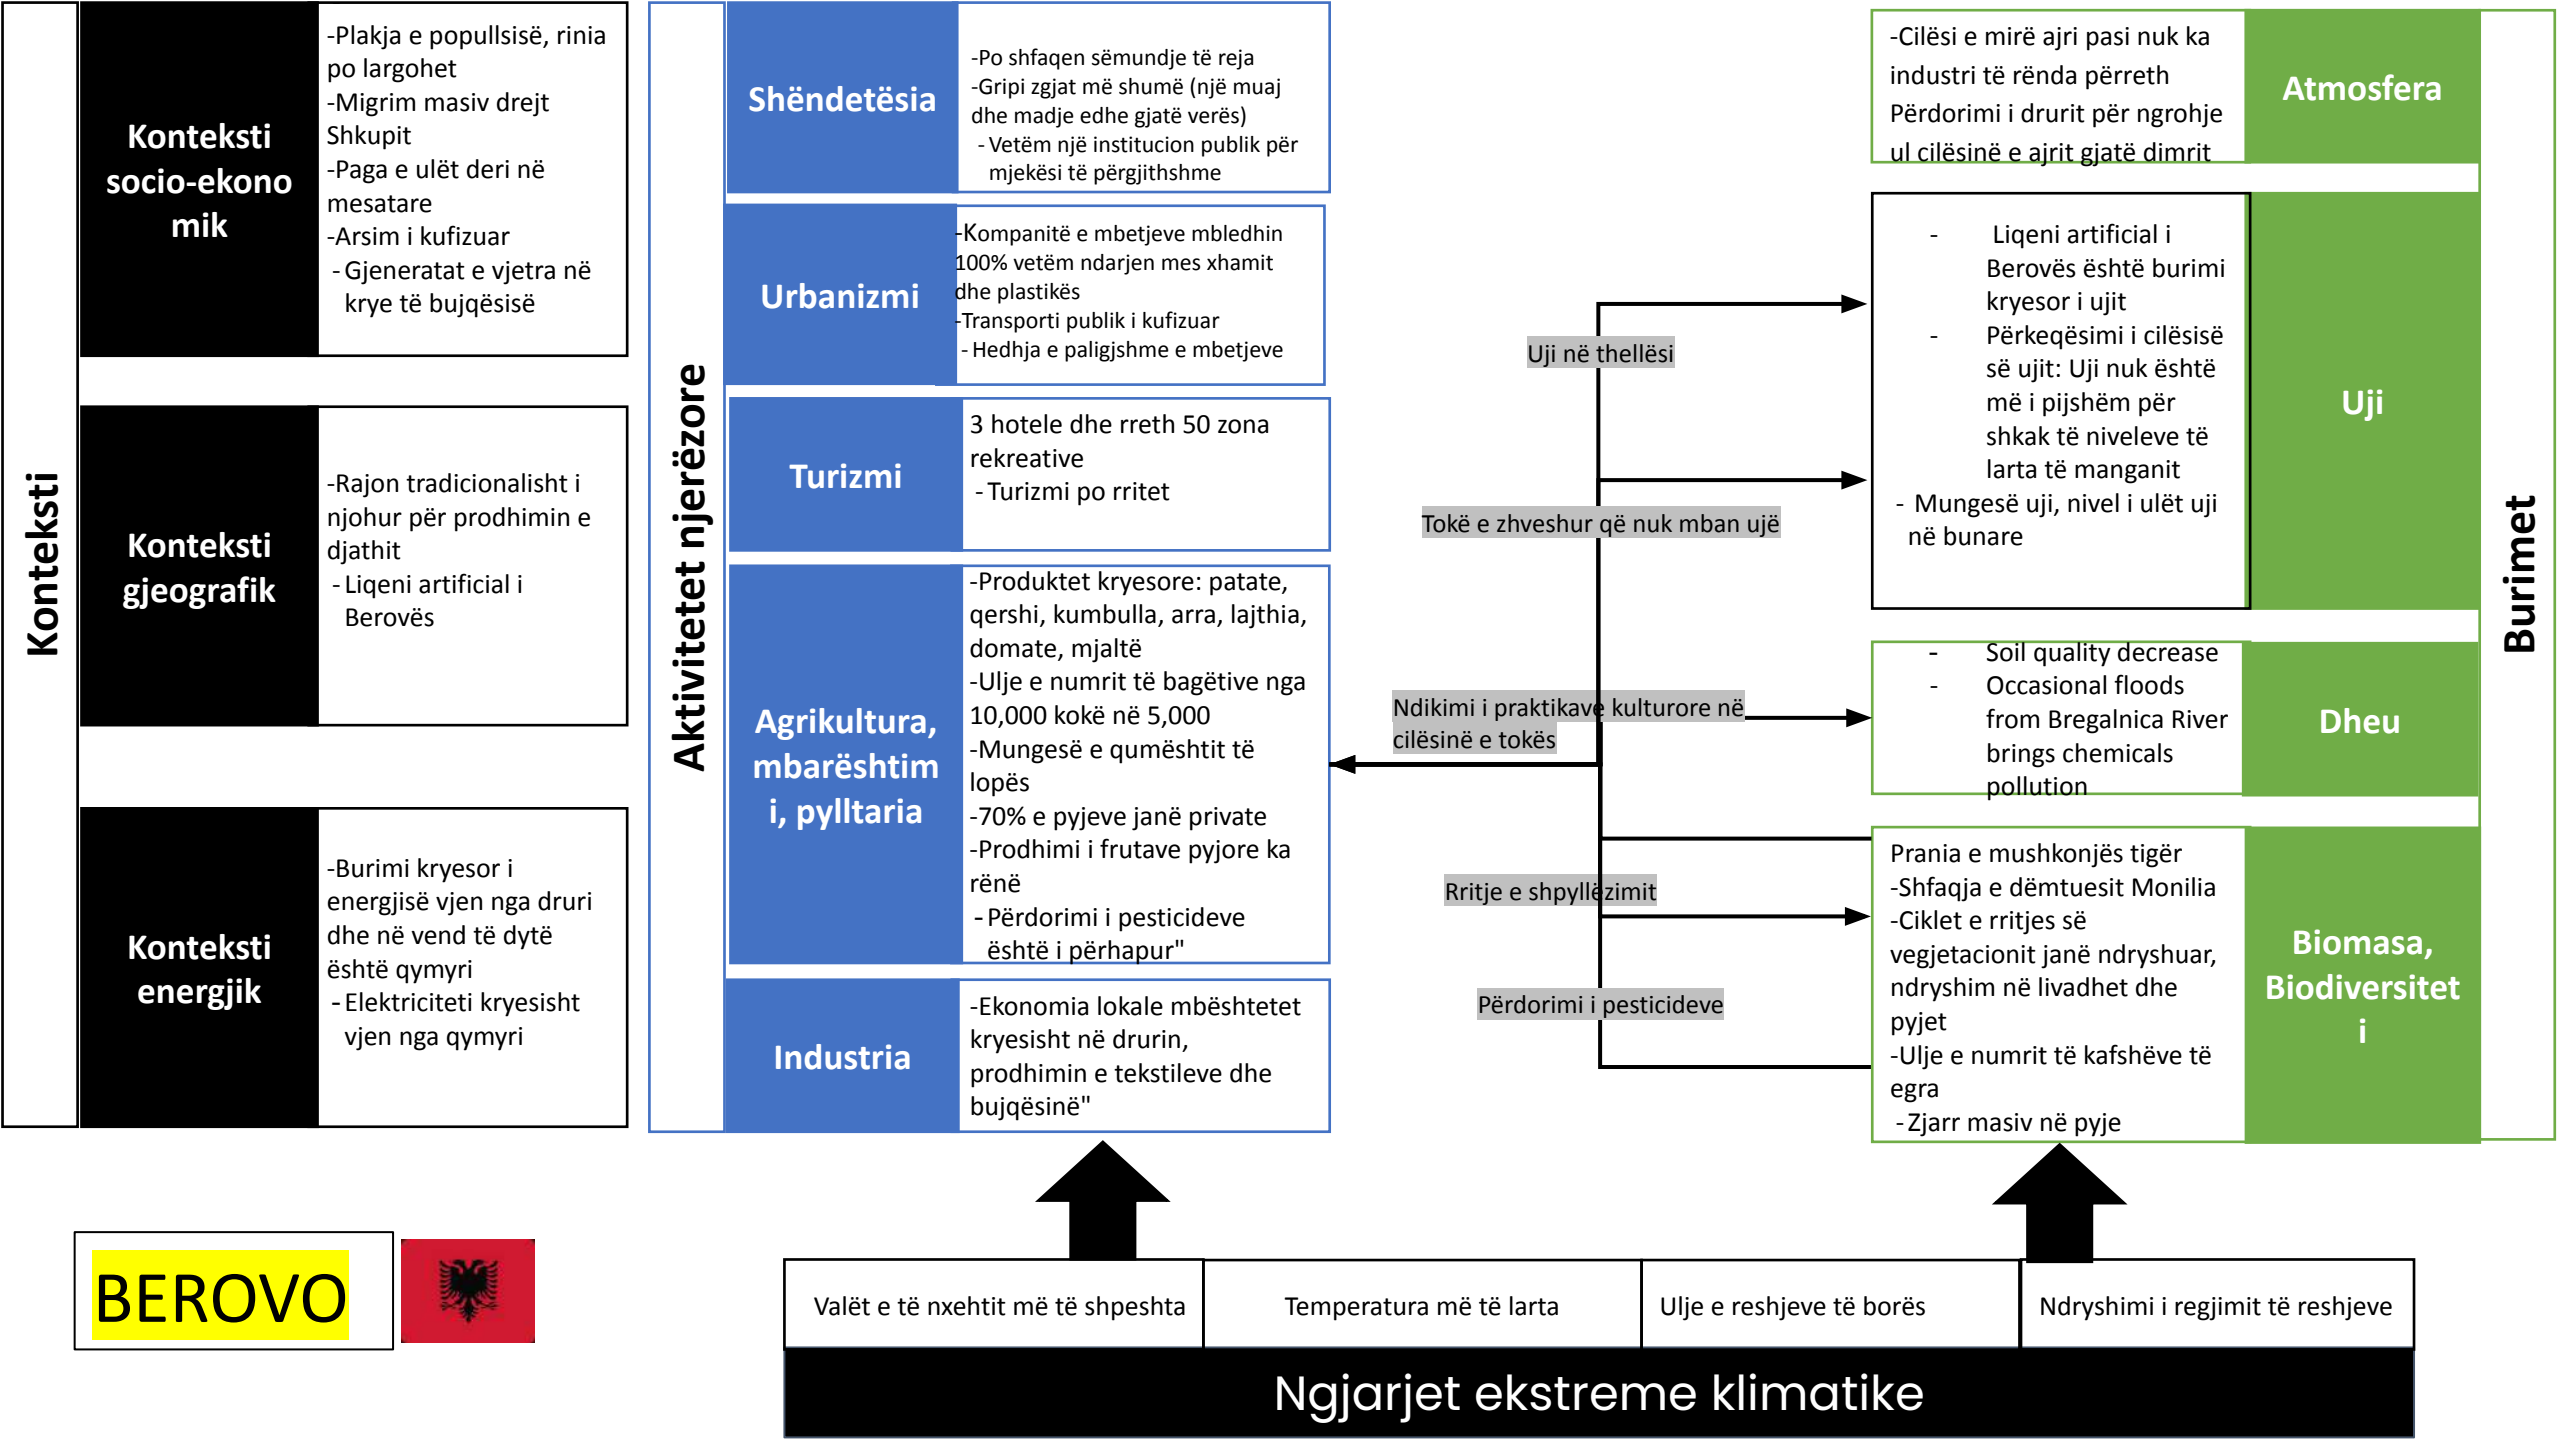 Konteksti
Konteksti
socio-ekono
mik
-Plakja e popullsisë, rinia
po largohet
-Migrim masiv drejt
Shkupit
-Paga e ulët deri në
mesatare
-Arsim i kufizuar
- Gjeneratat e vjetra në
krye të bujqësisë
Konteksti
gjeografik
-Rajon tradicionalisht i
njohur për prodhimin e
djathit
- Liqeni artificial i
Berovës
Konteksti
energjik
-Burimi kryesor i
energjisë vjen nga druri
dhe në vend të dytë
është qymyri
- Elektriciteti kryesisht
vjen nga qymyri
Aktivitetet njerëzore
Shëndetësia
-Po shfaqen sëmundje të reja
-Gripi zgjat më shumë (një muaj
dhe madje edhe gjatë verës)
- Vetëm një institucion publik për
mjekësi të përgjithshme
Urbanizmi
-Kompanitë e mbetjeve mbledhin
100% vetëm ndarjen mes xhamit
dhe plastikës
-Transporti publik i kufizuar
- Hedhja e paligjshme e mbetjeve
Turizmi
3 hotele dhe rreth 50 zona
rekreative
- Turizmi po rritet
Agrikultura,
mbarështim
i, pylltaria
-Produktet kryesore: patate,
qershi, kumbulla, arra, lajthia,
domate, mjaltë
-Ulje e numrit të bagëtive nga
10,000 kokë në 5,000
-Mungesë e qumështit të
lopës
-70% e pyjeve janë private
-Prodhimi i frutave pyjore ka
rënë
- Përdorimi i pesticideve
është i përhapur"
Industria
-Ekonomia lokale mbështetet
kryesisht në drurin,
prodhimin e tekstileve dhe
bujqësinë"
Uji në thellësi
Tokë e zhveshur që nuk mban ujë
Ndikimi i praktikave kulturore në
cilësinë e tokës
Rritje e shpyllëzimit
Përdorimi i pesticideve
-Cilësi e mirë ajri pasi nuk ka
industri të rënda përreth
Përdorimi i drurit për ngrohje
ul cilësinë e ajrit gjatë dimrit
Atmosfera
- Liqeni artificial i
Berovës është burimi
kryesor i ujit
- Përkeqësimi i cilësisë
së ujit: Uji nuk është
më i pijshëm për
shkak të niveleve të
larta të manganit
- Mungesë uji, nivel i ulët uji
në bunare
Uji
- Soil quality decrease
- Occasional floods
from Bregalnica River
brings chemicals
pollution
Dheu
Prania e mushkonjës tigër
-Shfaqja e dëmtuesit Monilia
-Ciklet e rritjes së
vegjetacionit janë ndryshuar,
ndryshim në livadhet dhe
pyjet
-Ulje e numrit të kafshëve të
egra
- Zjarr masiv në pyje
Biomasa,
Biodiversitet
i
Burimet
BEROVO
Valët e të nxehtit më të shpeshta
Temperatura më të larta
Ulje e reshjeve të borës
Ndryshimi i regjimit të reshjeve
Ngjarjet ekstreme klimatike